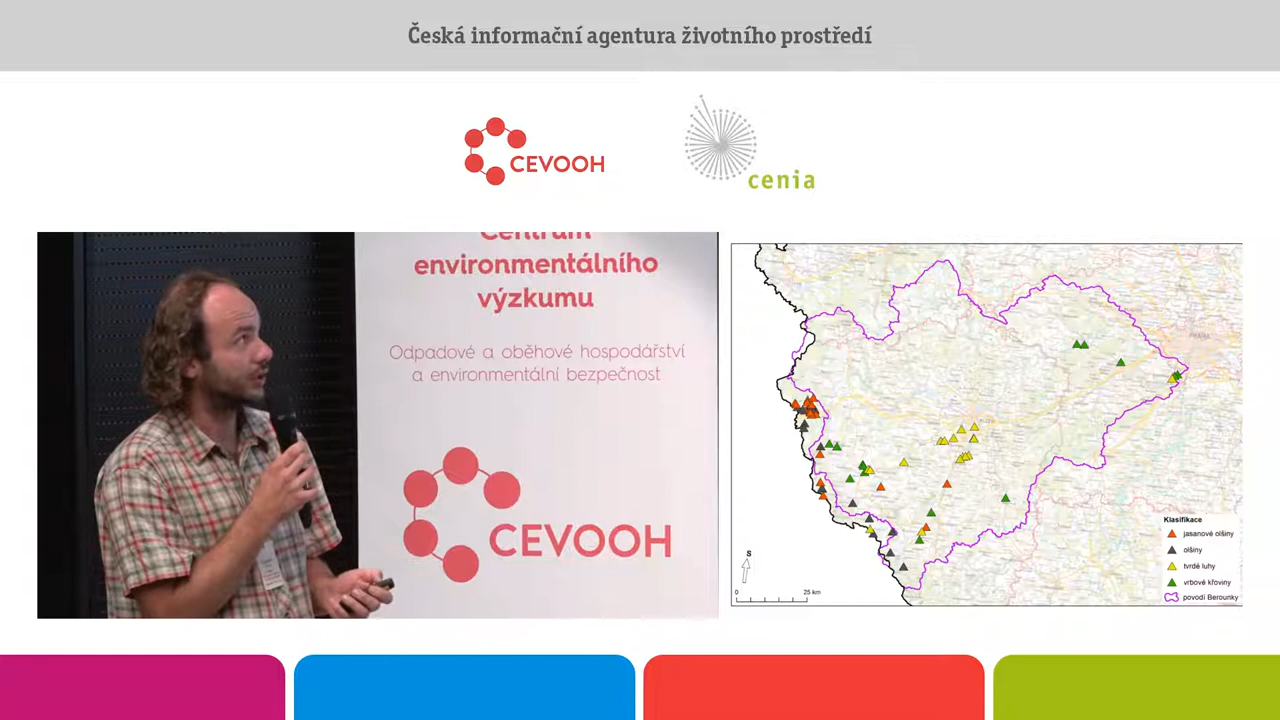 Česká informační agentura životního prostředí
CEVOOH
cenia
Centrum
environmentálního
výzkumu
Odpadové a oběhové hospodářství
a environmentální bezpečnost
CEVOOH
Klasifikace
jasanové olšiny
olšiny
tvrdé luhy
vrbové křoviny
povodí Berounky
S
0
25 km